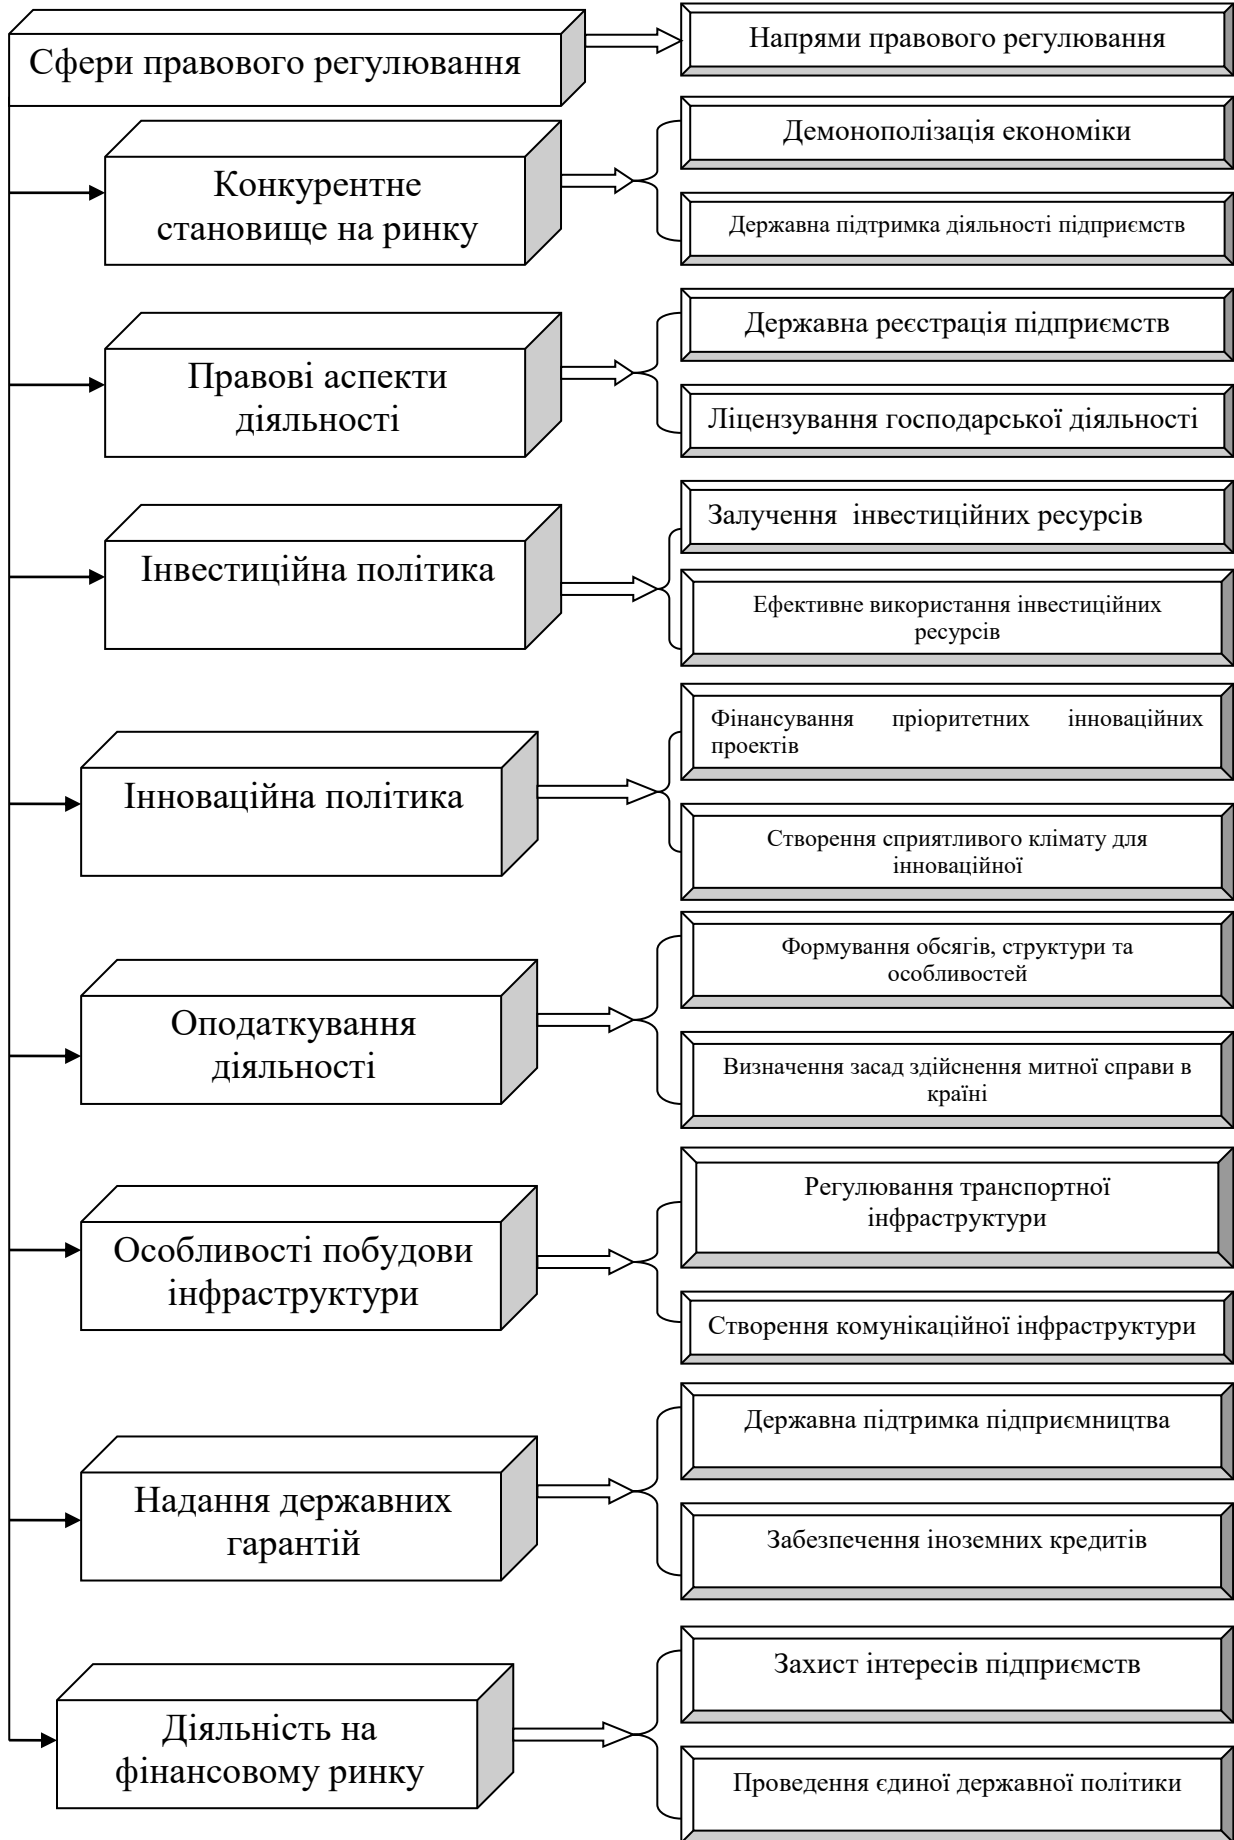 Сфери правового регулювання
Напрями правового регулювання
Конкурентне
становище на ринку
Демонополізація економіки
Державна підтримка діяльності підприємств
Правові аспекти
діяльності
Державна реєстрація підприємств
Ліцензування господарської діяльності
Інвестиційна політика
Залучення інвестиційних ресурсів
Ефективне використання інвестиційних
ресурсів
Інноваційна політика
Фінансування пріоритетних інноваційних
проектів
Створення сприятливого клімату для
інноваційної
Оподаткування
діяльності
Формування обсягів, структури та
особливостей
Визначення засад здійснення митної справи в
країні
Особливості побудови
інфраструктури
Регулювання транспортної
інфраструктури
Створення комунікаційної інфраструктури
Надання державних
гарантій
Державна підтримка підприємництва
Забезпечення іноземних кредитів
Діяльність на
фінансовому ринку
Захист інтересів підприємств
Проведення єдиної державної політики